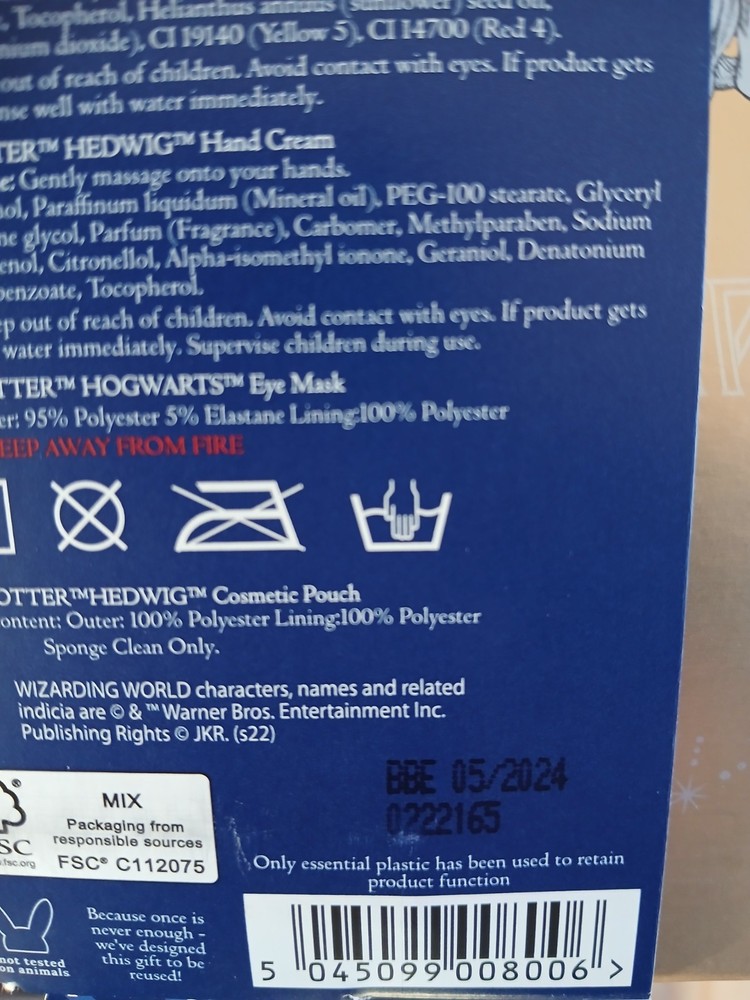 , Tocopherol, Helianthus annuus (sunflower) seed oil,
nium dioxide), CI 19140 (Yellow 5), CI 14700 (Red 4).
out of reach of children. Avoid contact with eyes. If product gets
nse well with water immediately.
TER™ HEDWIG™ Hand Cream
e: Gently massage onto your hands.
ol, Paraffinum liquidum (Mineral oil), PEG-100 stearate, Glyceryl
ne glycol, Parfum (Fragrance), Carbomer, Methylparaben, Sodium
enol, Citronellol, Alpha-isomethyl ionone, Geraniol, Denatonium
benzoate, Tocopherol.
ep out of reach of children. Avoid contact with eyes. If product gets
water immediately. Supervise children during use.
TTER™ HOGWARTS™ Eye Mask
er: 95% Polyester 5% Elastane Lining:100% Polyester
EEP AWAY FROM FIRE
OTTER™HEDWIG™ Cosmetic Pouch
ontent: Outer: 100% Polyester Lining:100% Polyester
Sponge Clean Only.
WIZARDING WORLD characters, names and related
indicia are © & ™ Warner Bros. Entertainment Inc.
Publishing Rights © JKR. (s22)
BBE 05/2024
0222165
®
SC
.fsc.org
MIX
Packaging from
responsible sources
FSC® C112075
Only essential plastic has been used to retain
product function
not tested
on animals
Because once is
never enough -
we've designed
this gift to be
reused!
5 045099 008006 >